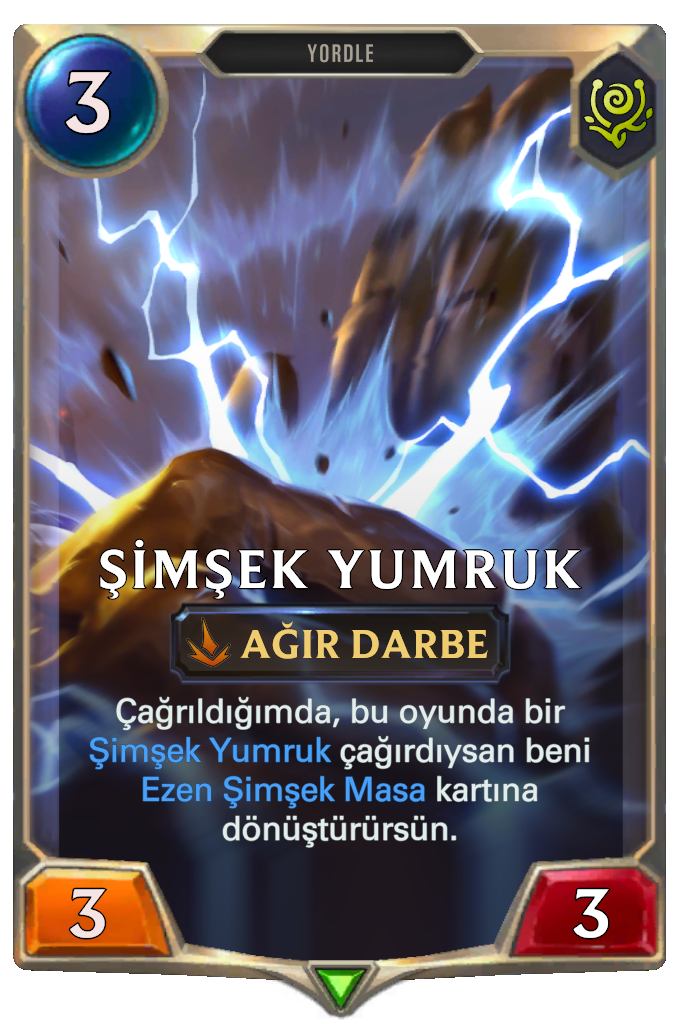 3
YORDLE
ŞİMŞEK YUMRUK
AĞIR DARBE
Çağrıldığımda, bu oyunda bir
Şimşek Yumruk çağırdıysan beni
Ezen Şimşek Masa kartına
dönüştürürsün.
3
3